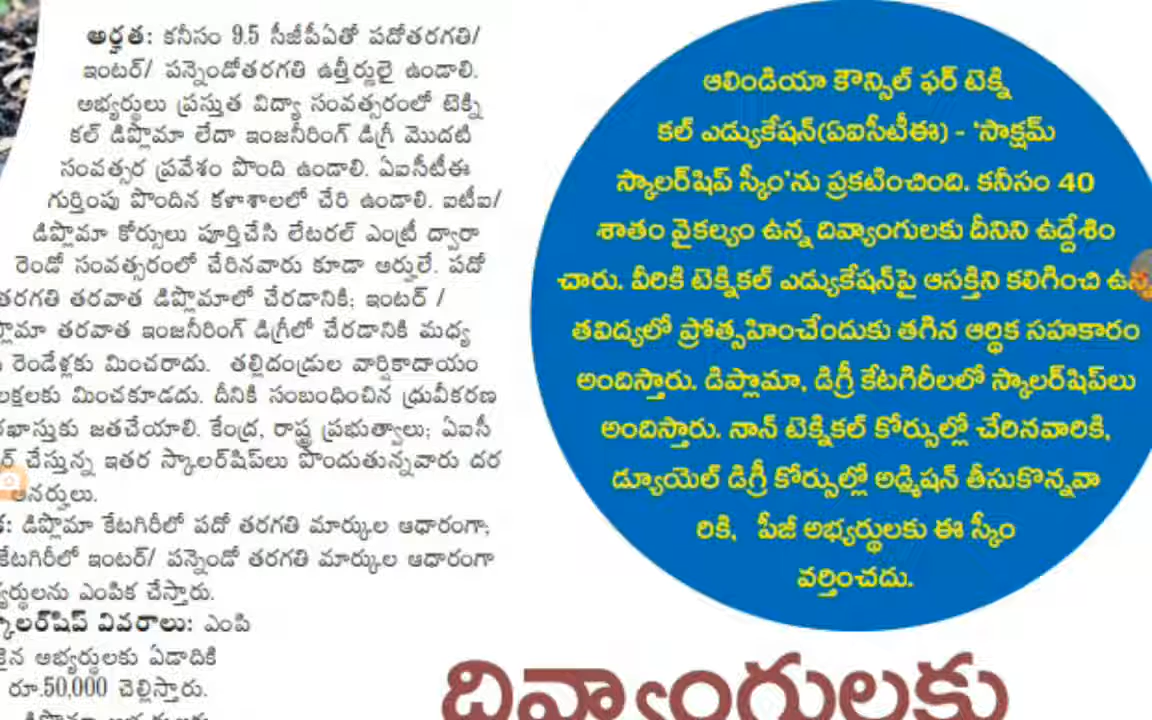 అర్హత: కనీసం 9.5 సీజీపీఏతో పదోతరగతి/
ఇంటర్/ పన్నెండోతరగతి ఉత్తీర్ణులై ఉండాలి.
అభ్యర్థులు ప్రస్తుత విద్యా సంవత్సరంలో టెక్ని
కల్ డిప్లొమా లేదా ఇంజనీరింగ్ డిగ్రీ మొదటి
సంవత్సర ప్రవేశం పొంది ఉండాలి. ఏఐసీటీఈ
గుర్తింపు పొందిన కళాశాలలో చేరి ఉండాలి. ఐటీఐ/
డిప్లొమా కోర్సులు పూర్తిచేసి లేటరల్ ఎంట్రీ ద్వారా
రెండో సంవత్సరంలో చేరినవారు కూడా అర్హులే. పదో
తరగతి తరవాత డిప్లొమాలో చేరడానికి; ఇంటర్ /
తరవాత ఇంజనీరింగ్ డిగ్రీలో చేరడానికి మధ్య
రెండేళ్లకు మించరాదు. తల్లిదండ్రుల వార్షికాదాయం
లక్షలకు మించకూడదు. దీనికి సంబంధించిన ధ్రువీకరణ
జతచేయాలి. కేంద్ర, రాష్ట్ర ప్రభుత్వాలు; ఏఐసీ
చేస్తున్న ఇతర స్కాలర్‌షిప్‌లు పొందుతున్నవారు దర
అనర్హులు.
డిప్లొమా కేటగిరీలో పదో తరగతి మార్కుల ఆధారంగా;
కేటగిరీలో ఇంటర్/ పన్నెండో తరగతి మార్కుల ఆధారంగా
ఎంపిక చేస్తారు.
వివరాలు: ఎంపి
అభ్యర్థులకు ఏడాదికి
రూ.50,000 చెల్లిస్తారు.
ఆలిండియా కౌన్సిల్ ఫర్ టెక్ని
కల్ ఎడ్యుకేషన్(ఏఐసీటీఈ) - 'సాక్షమ్
స్కాలర్‌షిప్ స్కీం'ను ప్రకటించింది. కనీసం 40
శాతం వైకల్యం ఉన్న దివ్యాంగులకు దీనిని ఉద్దేశిం
చారు. వీరికి టెక్నికల్ ఎడ్యుకేషన్‌పై ఆసక్తిని కలిగించి ఉన్న
తవిద్యలో ప్రోత్సహించేందుకు తగిన ఆర్థిక సహకారం
అందిస్తారు. డిప్లొమా, డిగ్రీ కేటగిరీలలో స్కాలర్‌షిప్‌లు
అందిస్తారు. నాన్ టెక్నికల్ కోర్సుల్లో చేరినవారికి,
డ్యూయెల్ డిగ్రీ కోర్సుల్లో అడ్మిషన్ తీసుకొన్నవా
రికి, పీజీ అభ్యర్థులకు ఈ స్కీం
వర్తించదు.
దివ్యాంగులకు